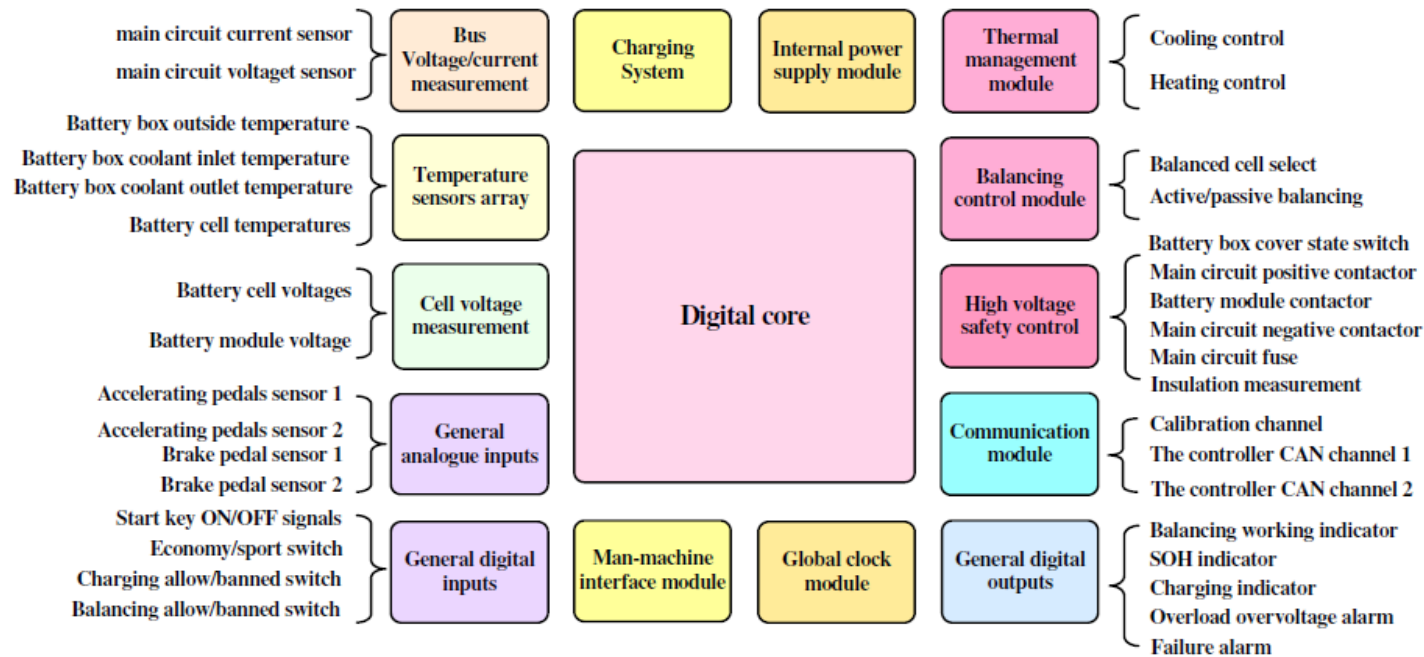 main circuit current sensor
main circuit voltaget sensor
Bus
Voltage/current
measurement
Charging
System
Internal power
supply module
Thermal
management
module
Cooling control
Heating control
Battery box outside temperature
Battery box coolant inlet temperature
Battery box coolant outlet temperature
Battery cell temperatures
Temperature
sensors array
Balancing
control module
Balanced cell select
Active/passive balancing
Battery cell voltages
Battery module voltage
Cell voltage
measurement
Digital core
High voltage
safety control
Battery box cover state switch
Main circuit positive contactor
Battery module contactor
Main circuit negative contactor
Main circuit fuse
Insulation measurement
Accelerating pedals sensor 1
Accelerating pedals sensor 2
Brake pedal sensor 1
Brake pedal sensor 2
General
analogue inputs
Communication
module
Calibration channel
The controller CAN channel 1
The controller CAN channel 2
Start key ON/OFF signals
Economy/sport switch
Charging allow/banned switch
Balancing allow/banned switch
General digital
inputs
Man-machine
interface module
Global clock
module
General digital
outputs
Balancing working indicator
SOH indicator
Charging indicator
Overload overvoltage alarm
Failure alarm